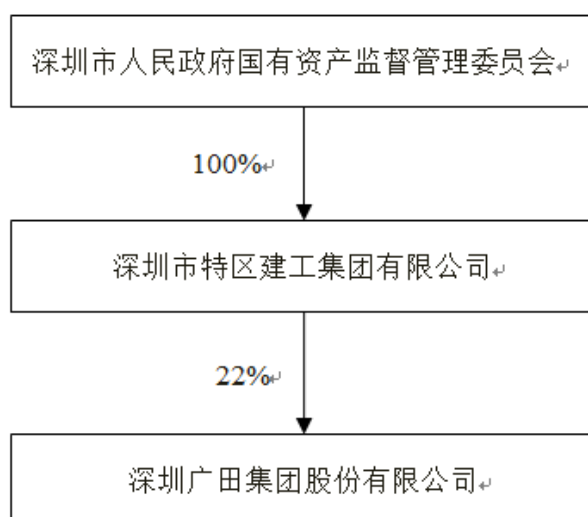 深圳市人民政府国有资产监督管理委员会
100%
深圳市特区建工集团有限公司
22%
深圳广田集团股份有限公司